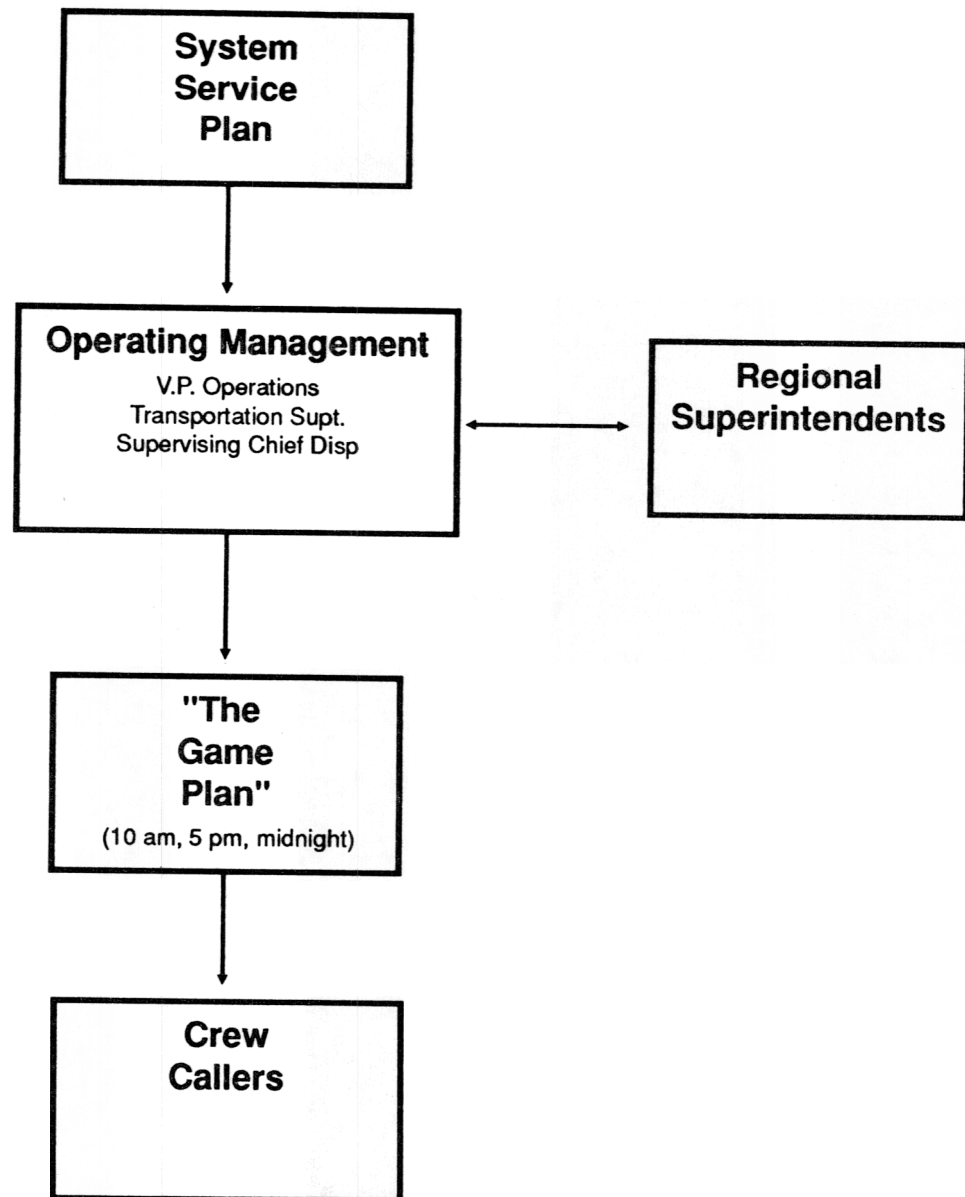 System
Service
Plan
Operating Management
V.P. Operations
Transportation Supt.
Supervising Chief Disp
Regional
Superintendents
"The
Game
Plan"
(10 am, 5 pm, midnight)
Crew
Callers